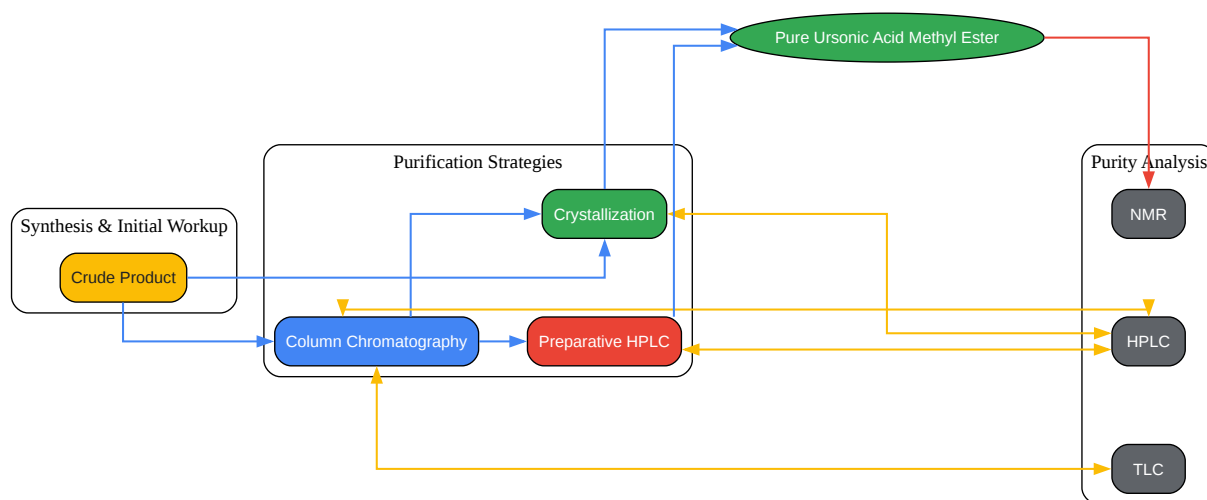 Pure Ursonic Acid Methyl Ester
Purification Strategies
Purity Analysis
Synthesis & Initial Workup
Crystallization
NMR
Crude Product
Column Chromatography
Preparative HPLC
HPLC
TLC